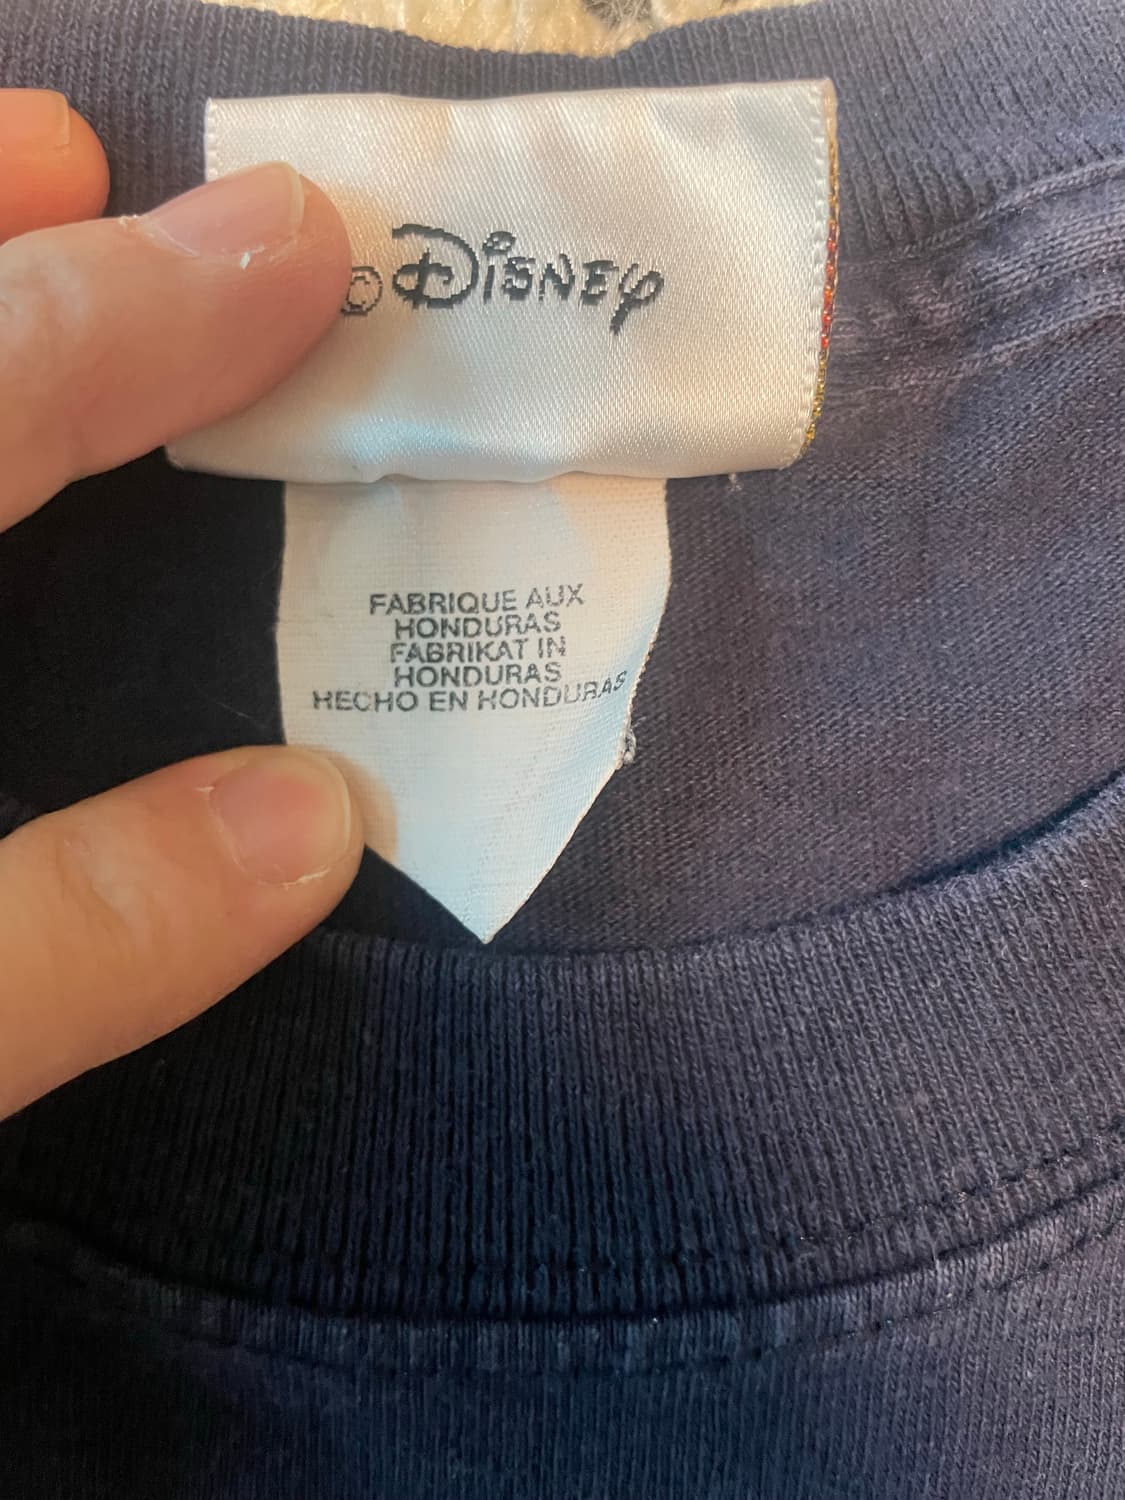 © Disney
FABRIQUE AUX
HONDURAS
FABRIKAT IN
HONDURAS
HECHO EN HONDURAS